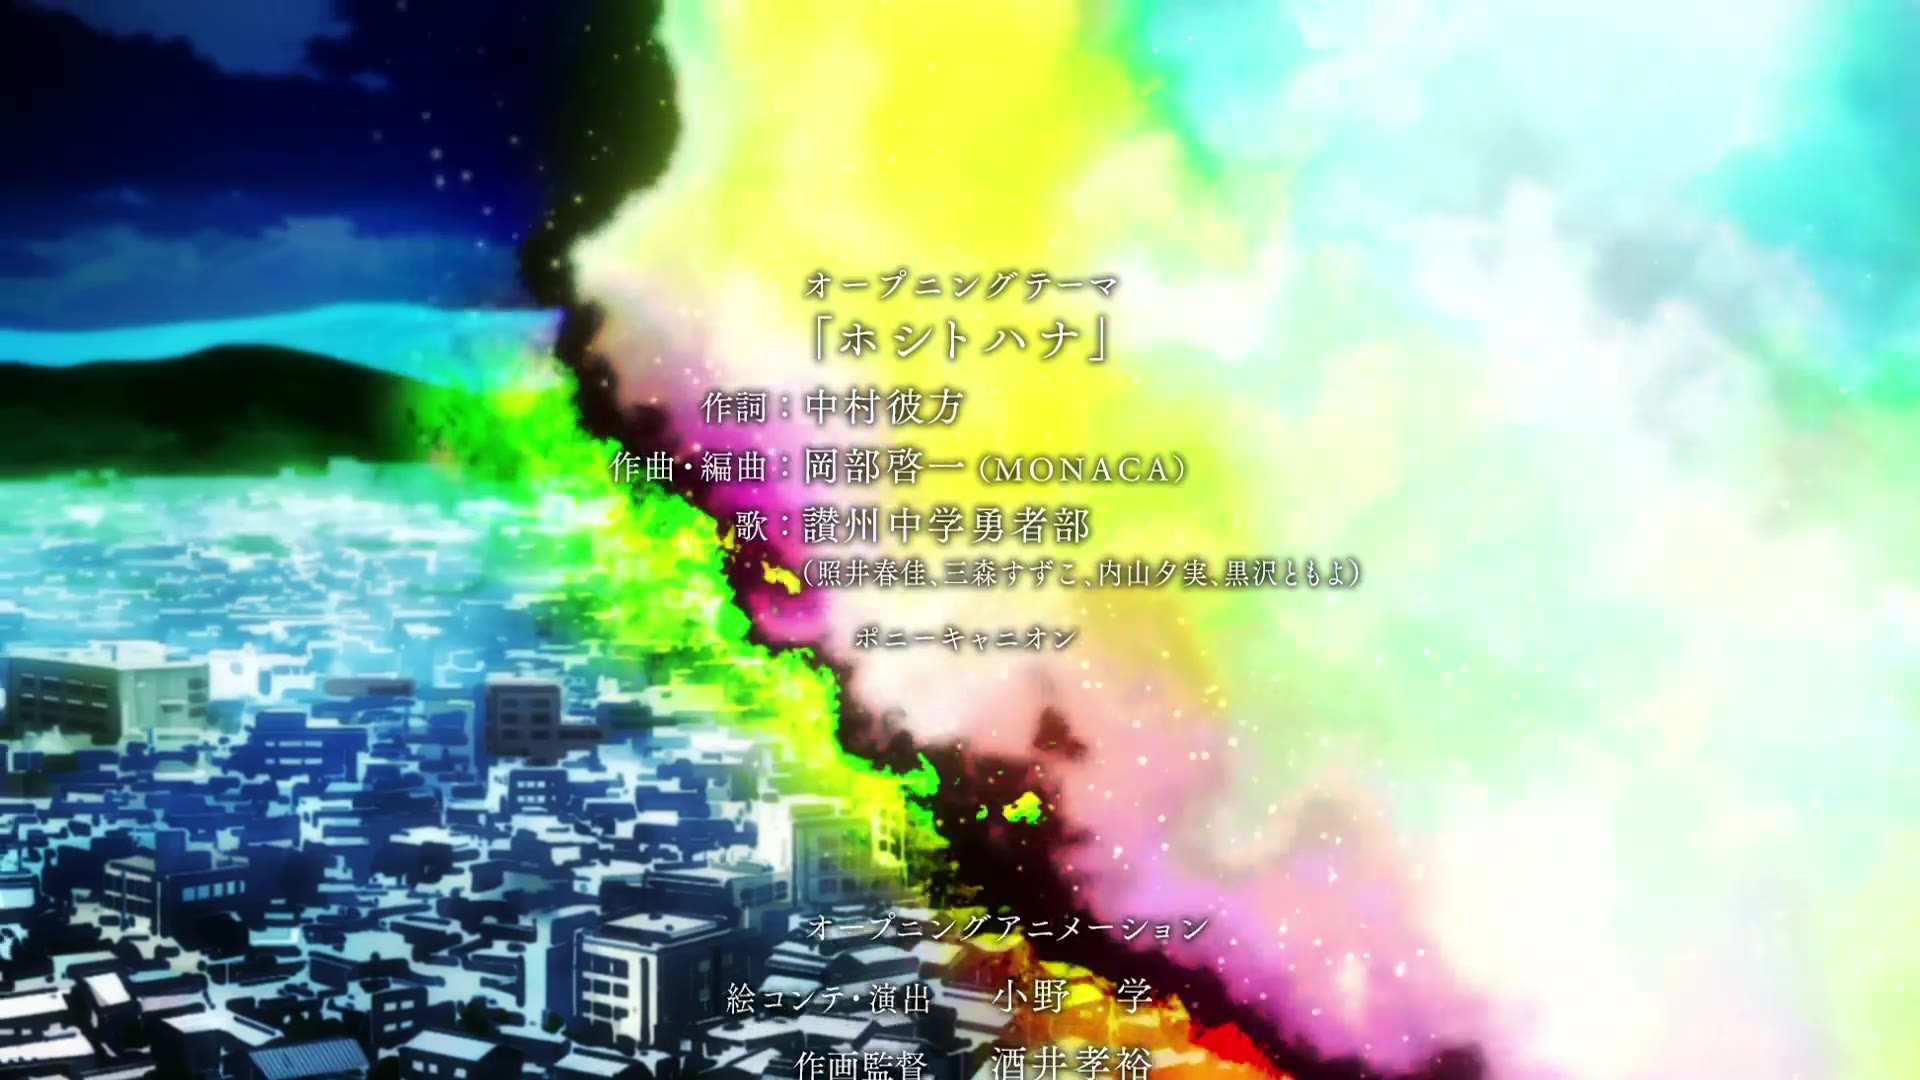 オープニングテーマ
「ホシトハナ」
作詞：中村彼方
作曲・編曲：岡部啓一（MONACA）
歌：讃州中学勇者部
（照井春佳、三森すずこ、内山夕実、黒沢ともよ）
ポニーキャニオン
オープニングアニメーション
絵コンテ・演出　小野　学
作画監督　酒井孝裕